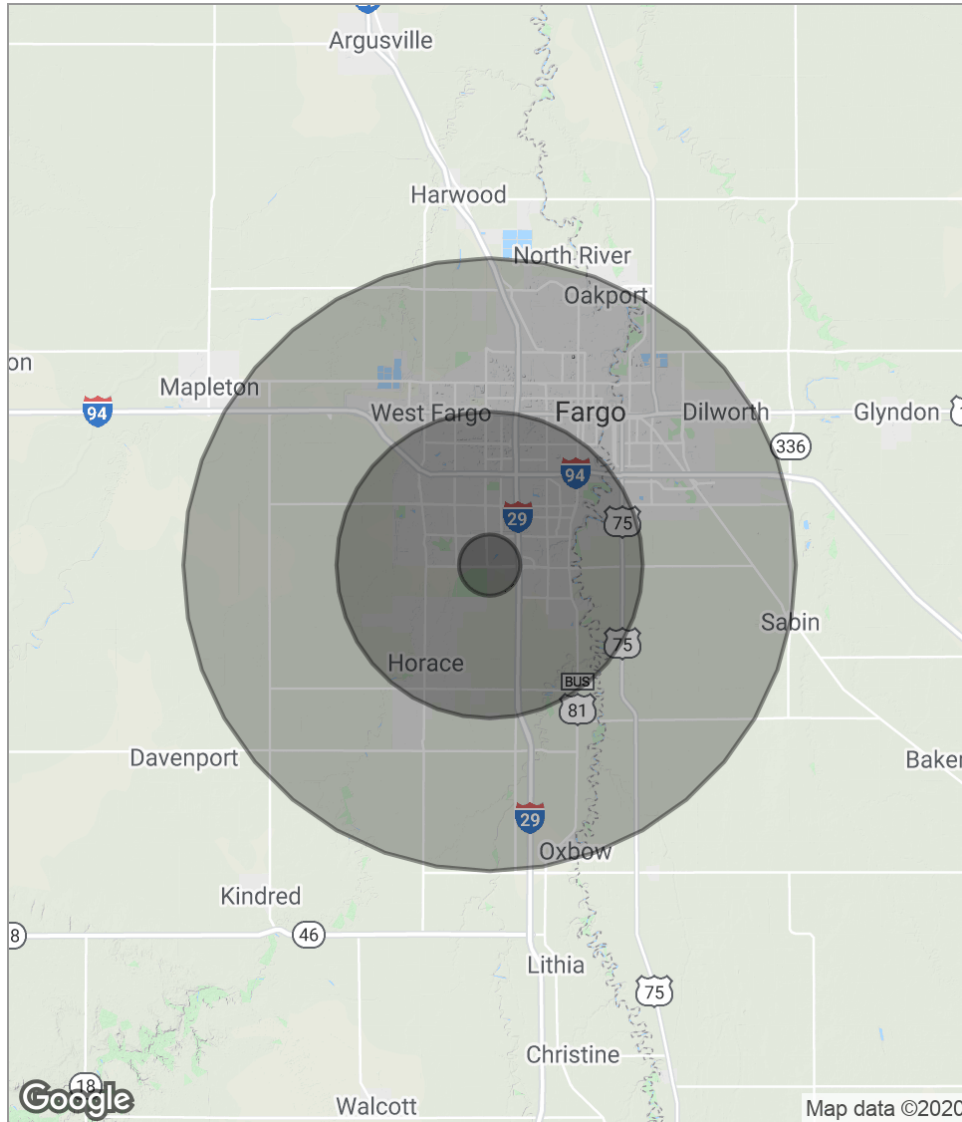 Argusville
Harwood
North River
Oakport
on
Mapleton
94
West Fargo
Fargo
Dilworth
Glyndon
336
94
29
75
Sabin
75
Horace
BUS
81
Davenport
Baker
29
Oxbow
Kindred
8
46
Lithia
75
Christine
18
Google
Walcott
Map data ©2020